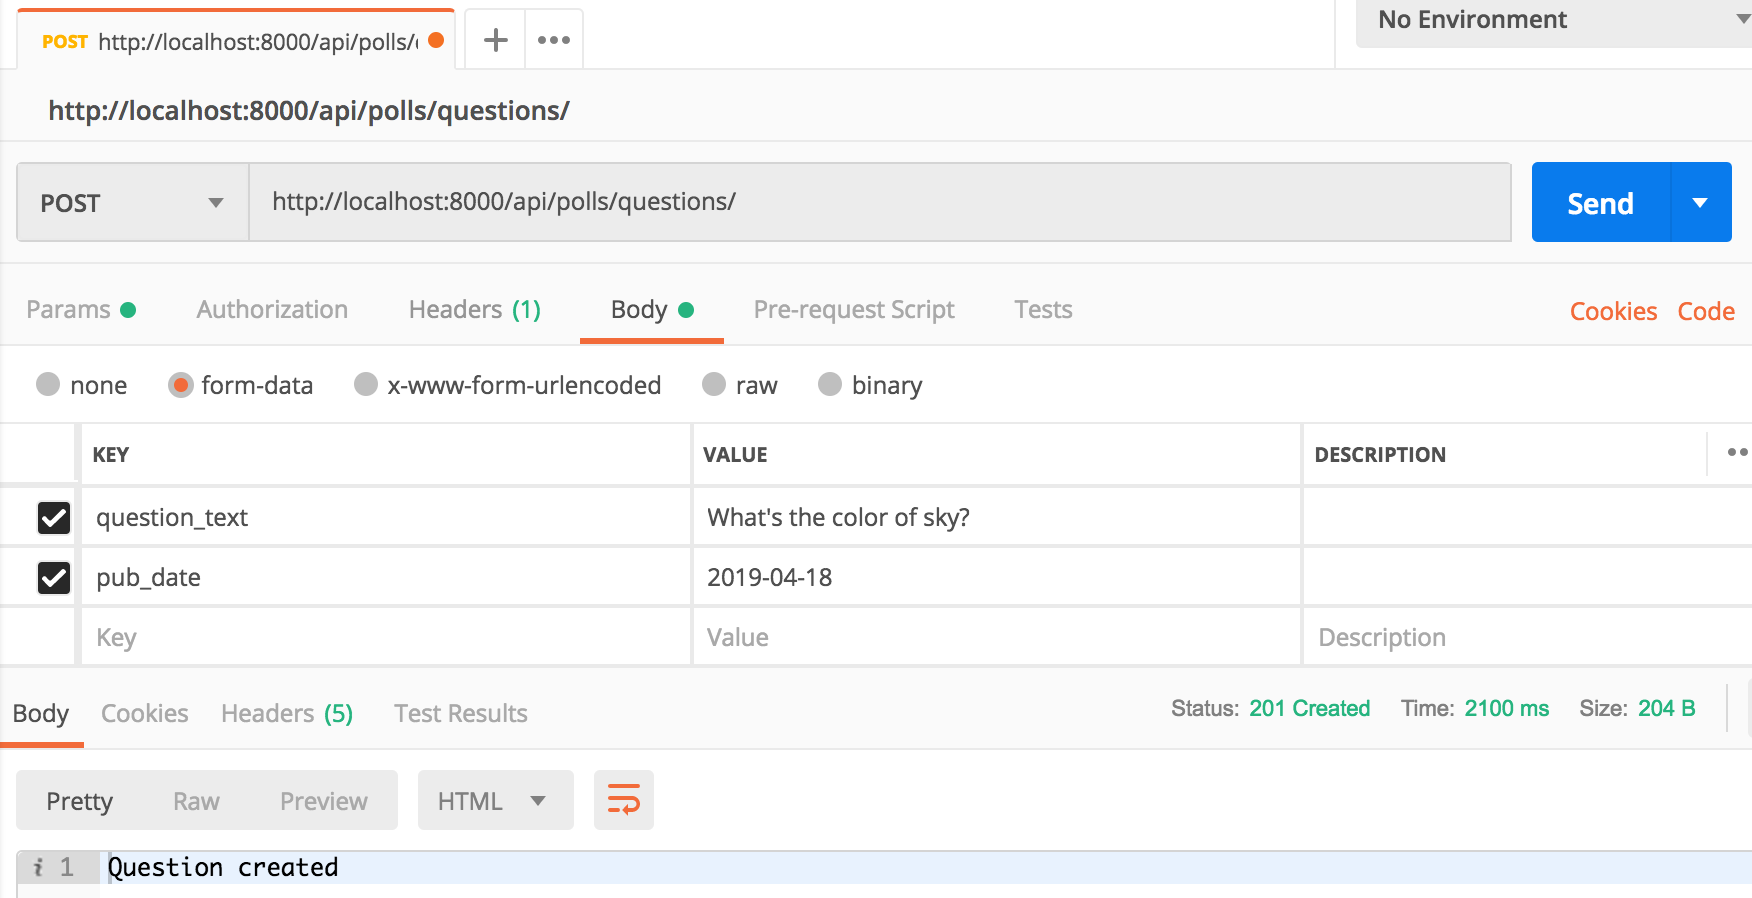 POST http://localhost:8000/api/polls/
No Environment
http://localhost:8000/api/polls/questions/
POST http://localhost:8000/api/polls/questions/ Send
Params Authorization Headers (1) Body Pre-request Script Tests Cookies Code
none form-data x-www-form-urlencoded raw binary
KEY VALUE DESCRIPTION
question_text What's the color of sky?
pub_date 2019-04-18
Key Value Description
Body Cookies Headers (5) Test Results Status: 201 Created Time: 2100 ms Size: 204 B
Pretty Raw Preview HTML
i 1 Question created